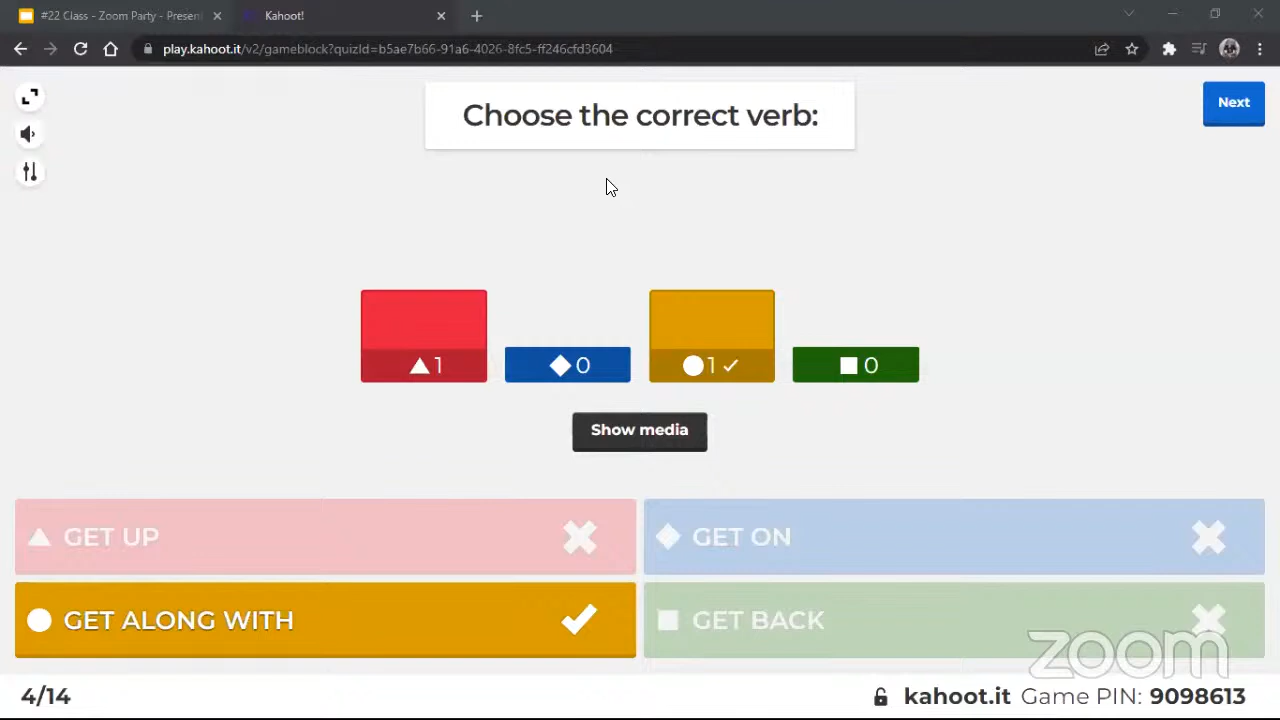 #22 Class - Zoom Party - Present
Kahoot!
play.kahoot.it/v2/gameblock?quizId=b5ae7b66-91a6-4026-8fc5-ff246cfd3604
Choose the correct verb:
Next
1
0
1
0
Show media
GET UP
GET ON
GET ALONG WITH
GET BACK
zoom
4/14
kahoot.it Game PIN: 9098613